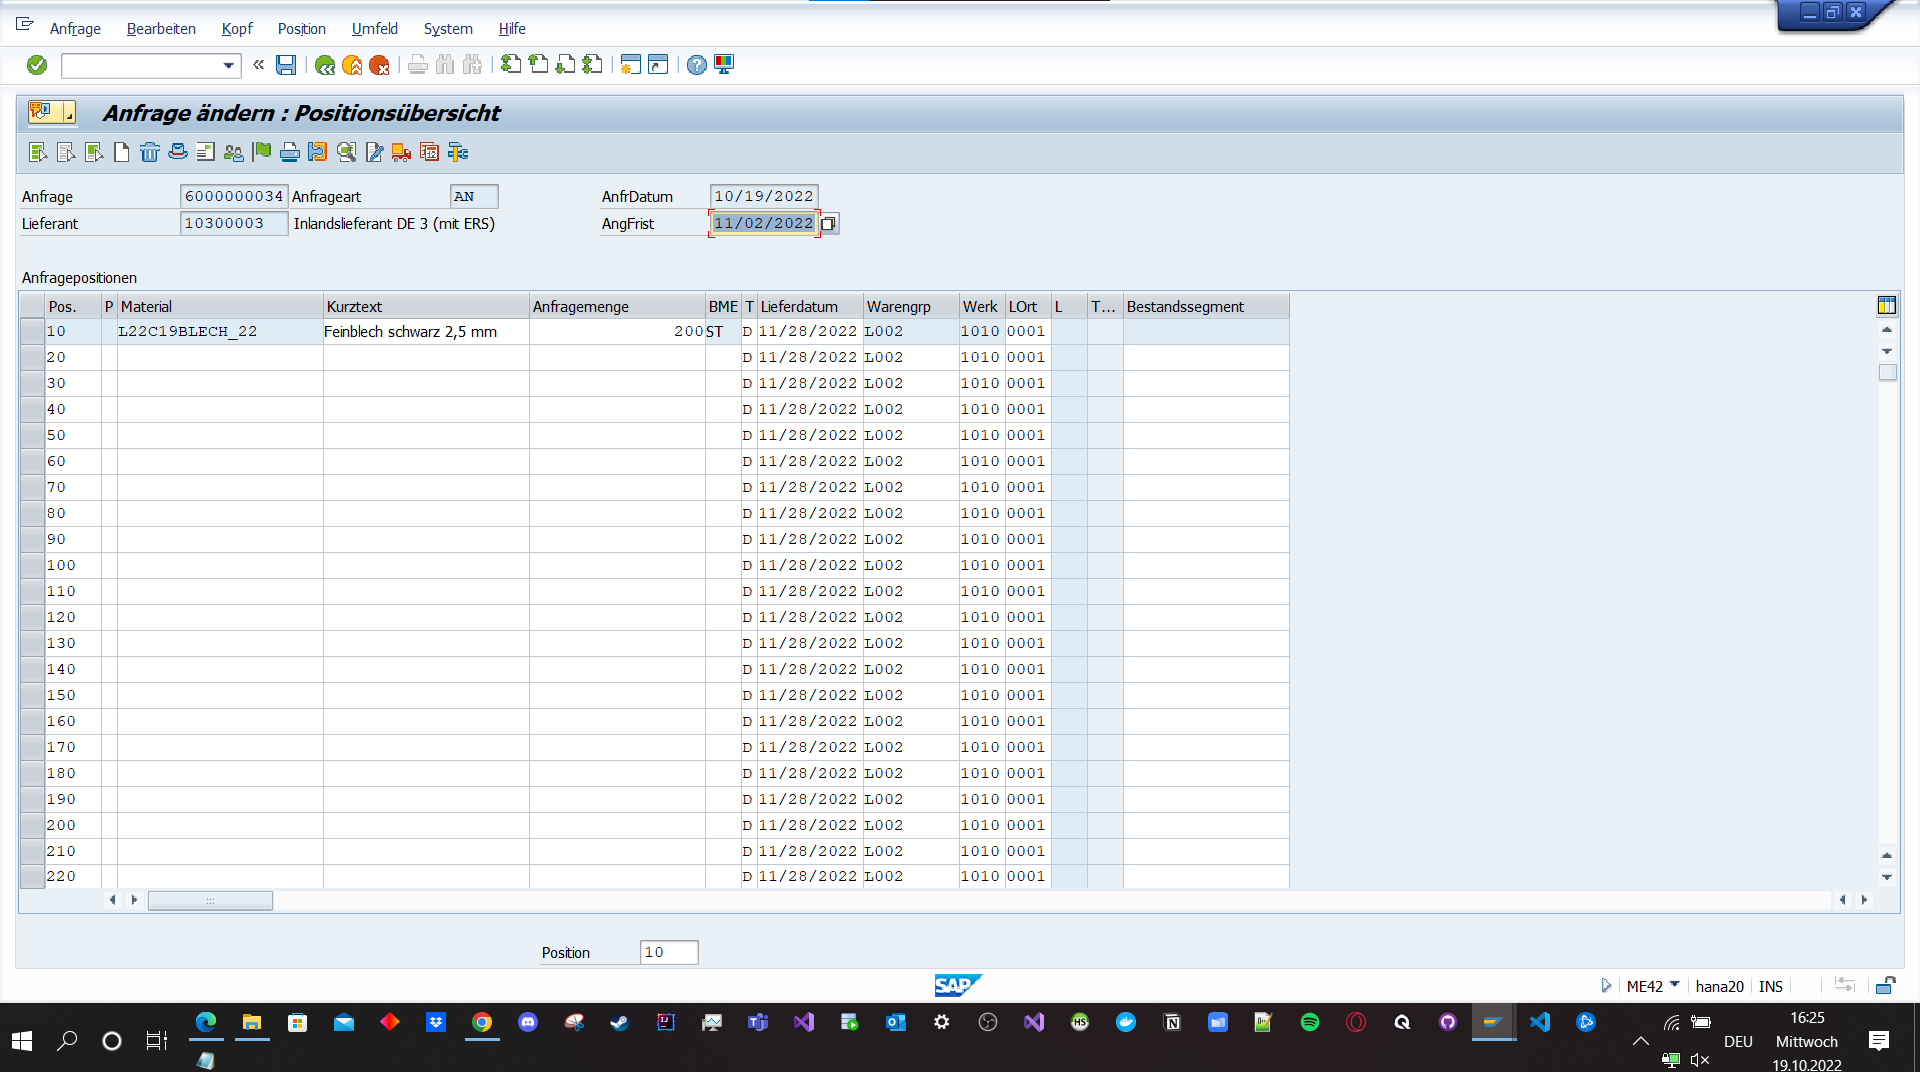 Anfrage Bearbeiten Kopf Position Umfeld System Hilfe
Anfrage ändern : Positionsübersicht
Anfrage 6000000034 Anfrageart AN AnfrDatum 10/19/2022
Lieferant 10300003 Inlandslieferant DE 3 (mit ERS) AngFrist 11/02/2022
Anfragepositionen
Pos. P Material Kurztext Anfragemenge BME T Lieferdatum Warengrp Werk LOrt L T... Bestandssegment
10 L22C19BLECH_22 Feinblech schwarz 2,5 mm 200 ST D 11/28/2022 L002 1010 0001
20 D 11/28/2022 L002 1010 0001
30 D 11/28/2022 L002 1010 0001
40 D 11/28/2022 L002 1010 0001
50 D 11/28/2022 L002 1010 0001
60 D 11/28/2022 L002 1010 0001
70 D 11/28/2022 L002 1010 0001
80 D 11/28/2022 L002 1010 0001
90 D 11/28/2022 L002 1010 0001
100 D 11/28/2022 L002 1010 0001
110 D 11/28/2022 L002 1010 0001
120 D 11/28/2022 L002 1010 0001
130 D 11/28/2022 L002 1010 0001
140 D 11/28/2022 L002 1010 0001
150 D 11/28/2022 L002 1010 0001
160 D 11/28/2022 L002 1010 0001
170 D 11/28/2022 L002 1010 0001
180 D 11/28/2022 L002 1010 0001
190 D 11/28/2022 L002 1010 0001
200 D 11/28/2022 L002 1010 0001
210 D 11/28/2022 L002 1010 0001
220 D 11/28/2022 L002 1010 0001
Position 10
SAP ME42 hana20 INS
DEU
16:25
Mittwoch
19.10.2022